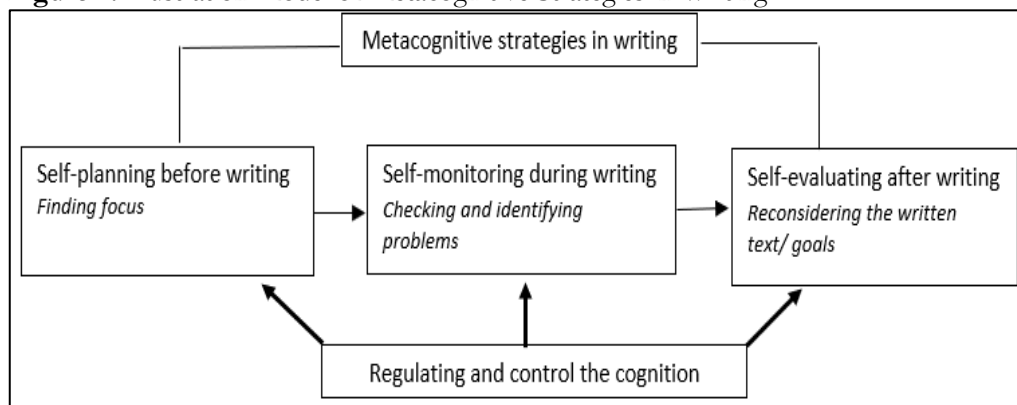 Metacognitive strategies in writing
Self-planning before writing
Finding focus
Self-monitoring during writing
Checking and identifying
problems
Self-evaluating after writing
Reconsidering the written
text/ goals
Regulating and control the cognition